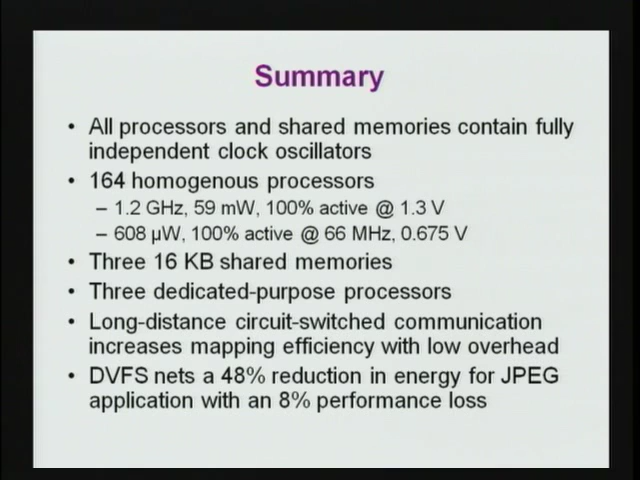 Summary
• All processors and shared memories contain fully
independent clock oscillators
• 164 homogenous processors
– 1.2 GHz, 59 mW, 100% active @ 1.3 V
– 608 µW, 100% active @ 66 MHz, 0.675 V
• Three 16 KB shared memories
• Three dedicated-purpose processors
• Long-distance circuit-switched communication
increases mapping efficiency with low overhead
• DVFS nets a 48% reduction in energy for JPEG
application with an 8% performance loss